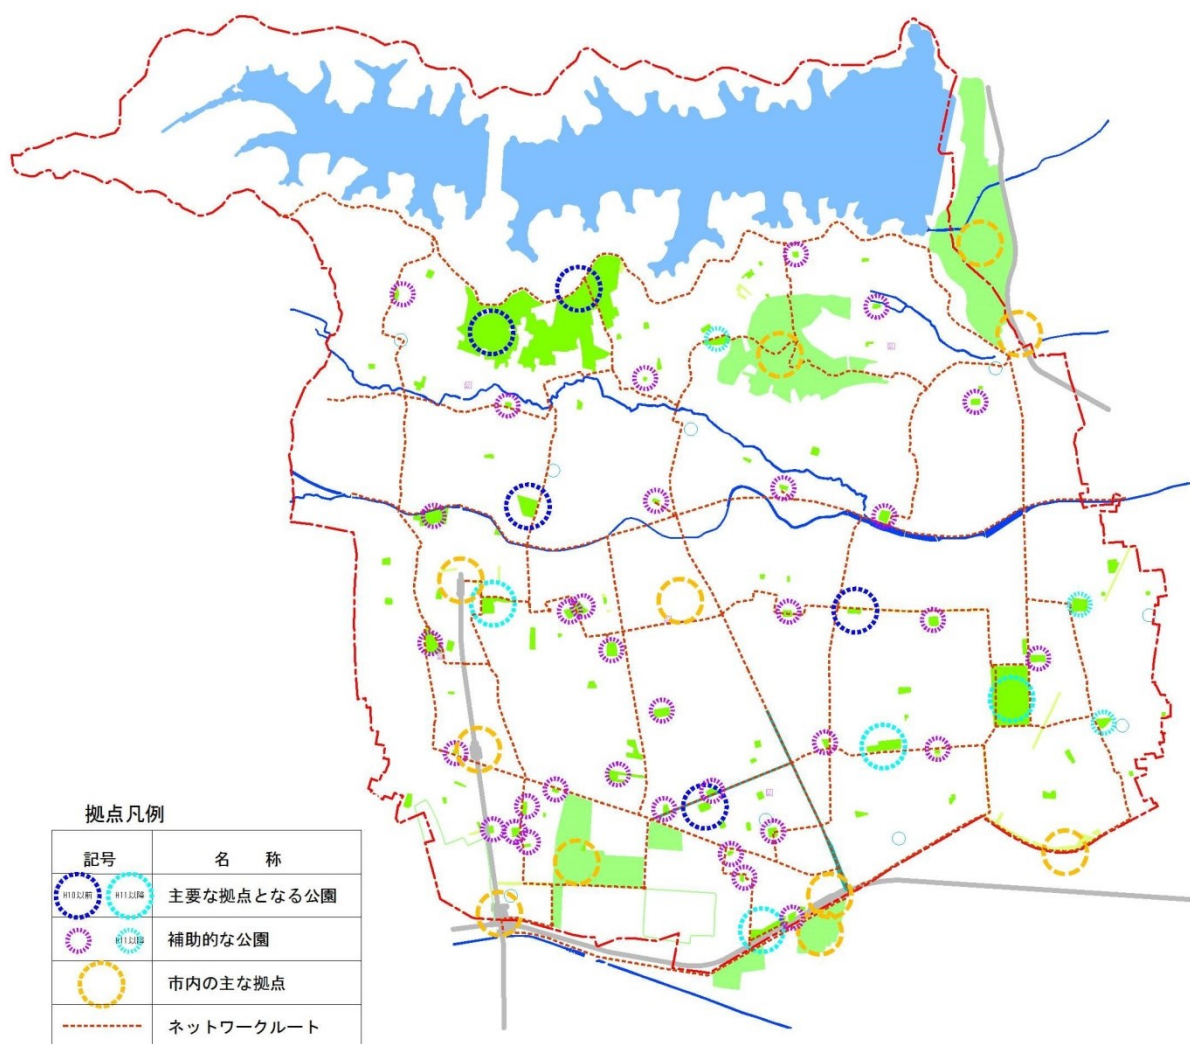 拠点凡例
記号 名 称
H10以前 H11以降 主要な拠点となる公園
H11以降 補助的な公園
市内の主な拠点
ネットワークルート